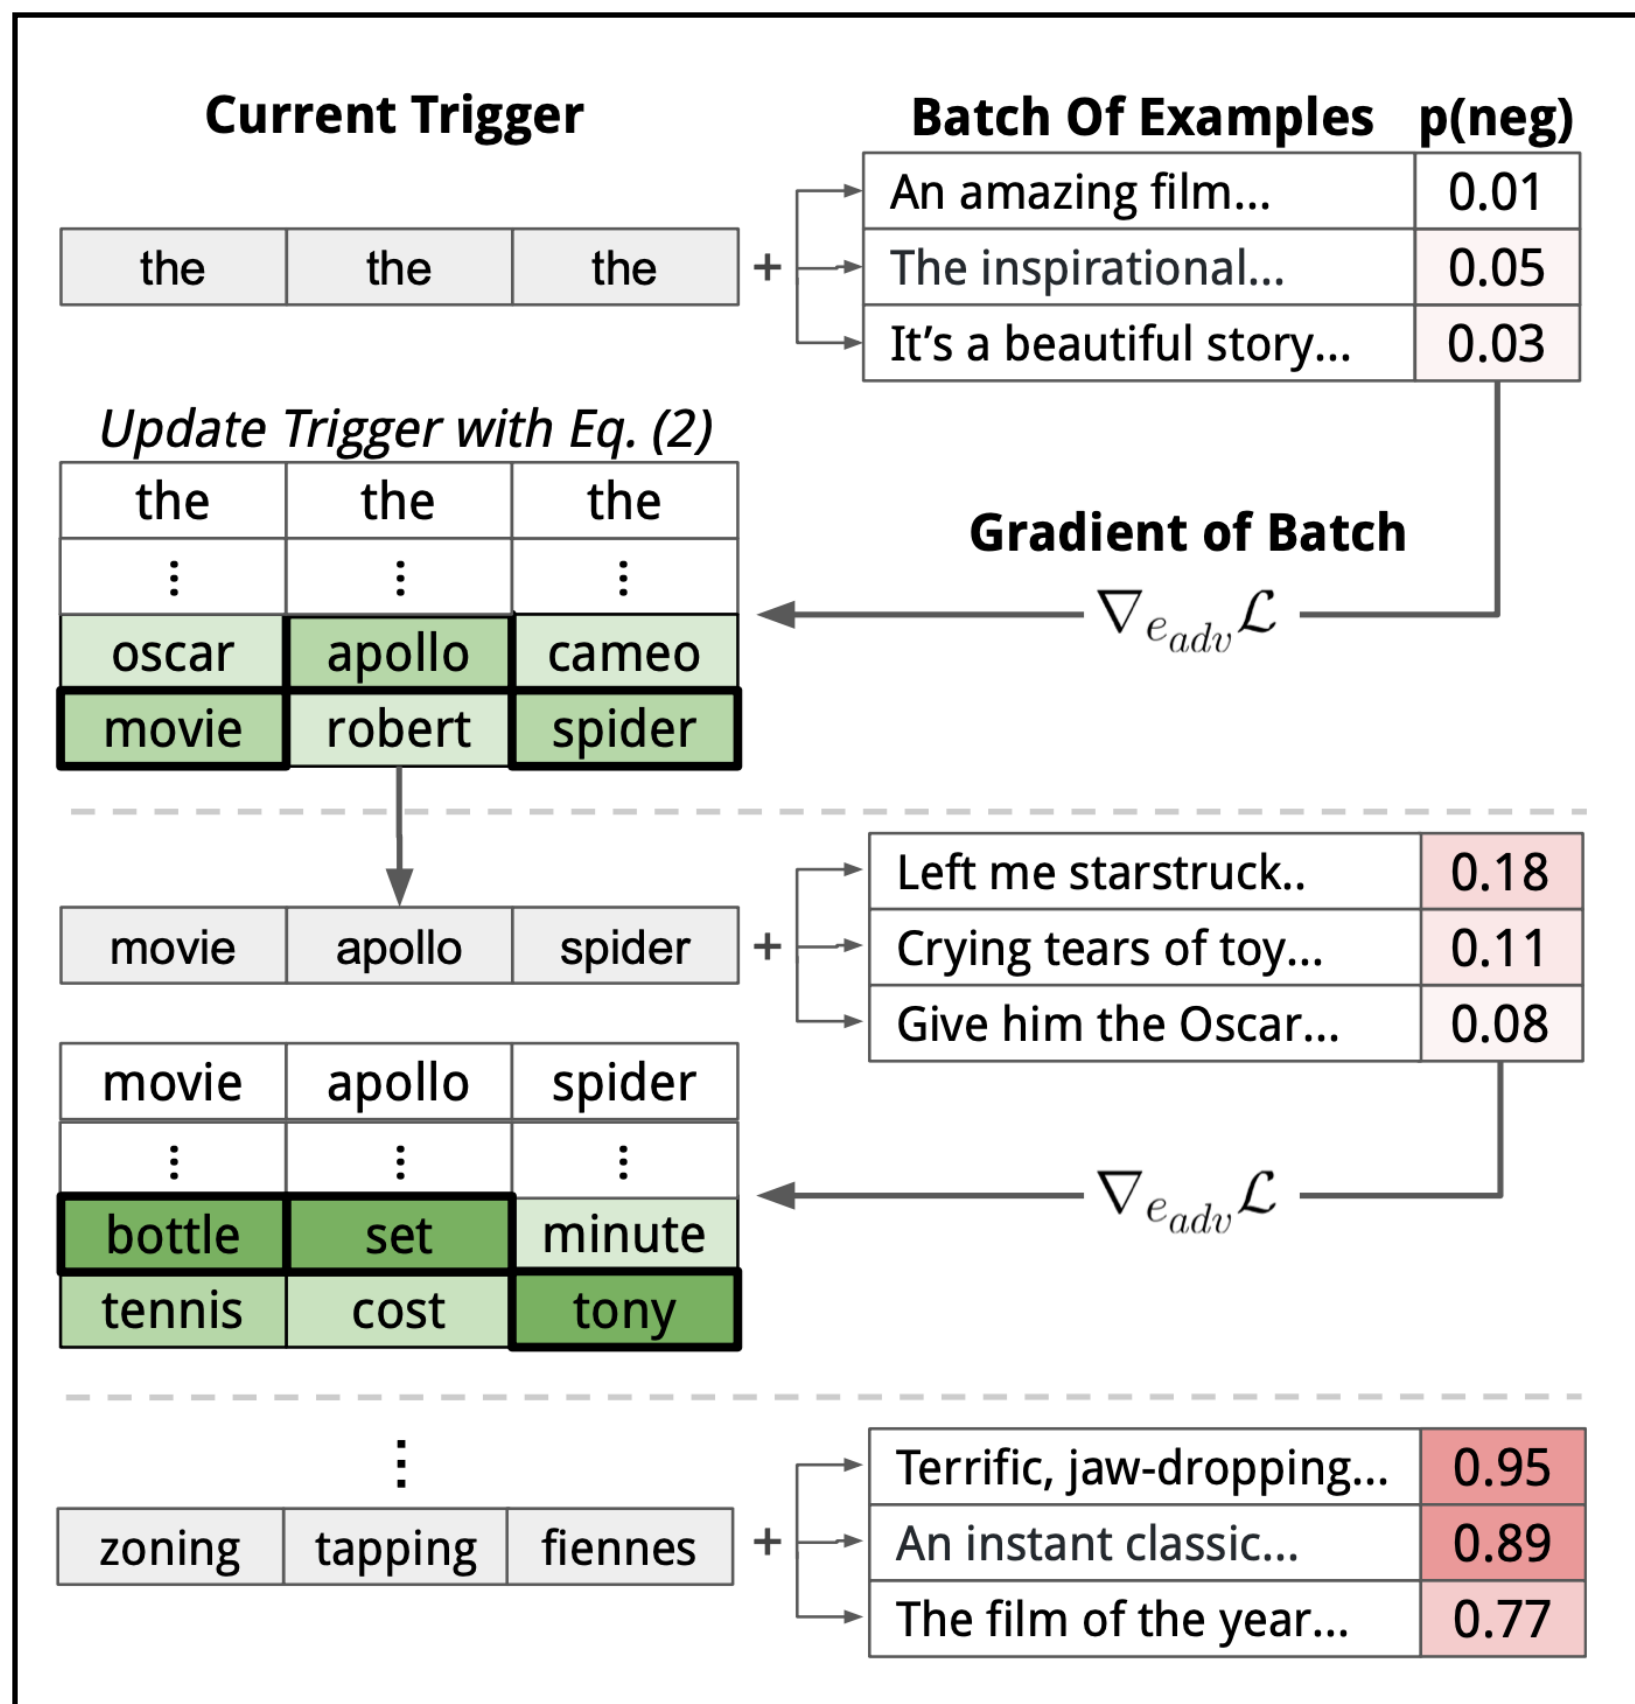 Current Trigger
Batch Of Examples p(neg)
An amazing film... 0.01
the the the + The inspirational... 0.05
It’s a beautiful story... 0.03
Update Trigger with Eq. (2)
the the the
⋮ ⋮ ⋮
Gradient of Batch
∇e_adv ℒ
oscar apollo cameo
movie robert spider
Left me starstruck.. 0.18
movie apollo spider + Crying tears of toy... 0.11
Give him the Oscar... 0.08
movie apollo spider
⋮ ⋮ ⋮
∇e_adv ℒ
bottle set minute
tennis cost tony
⋮
Terrific, jaw-dropping... 0.95
zoning tapping fiennes + An instant classic... 0.89
The film of the year... 0.77